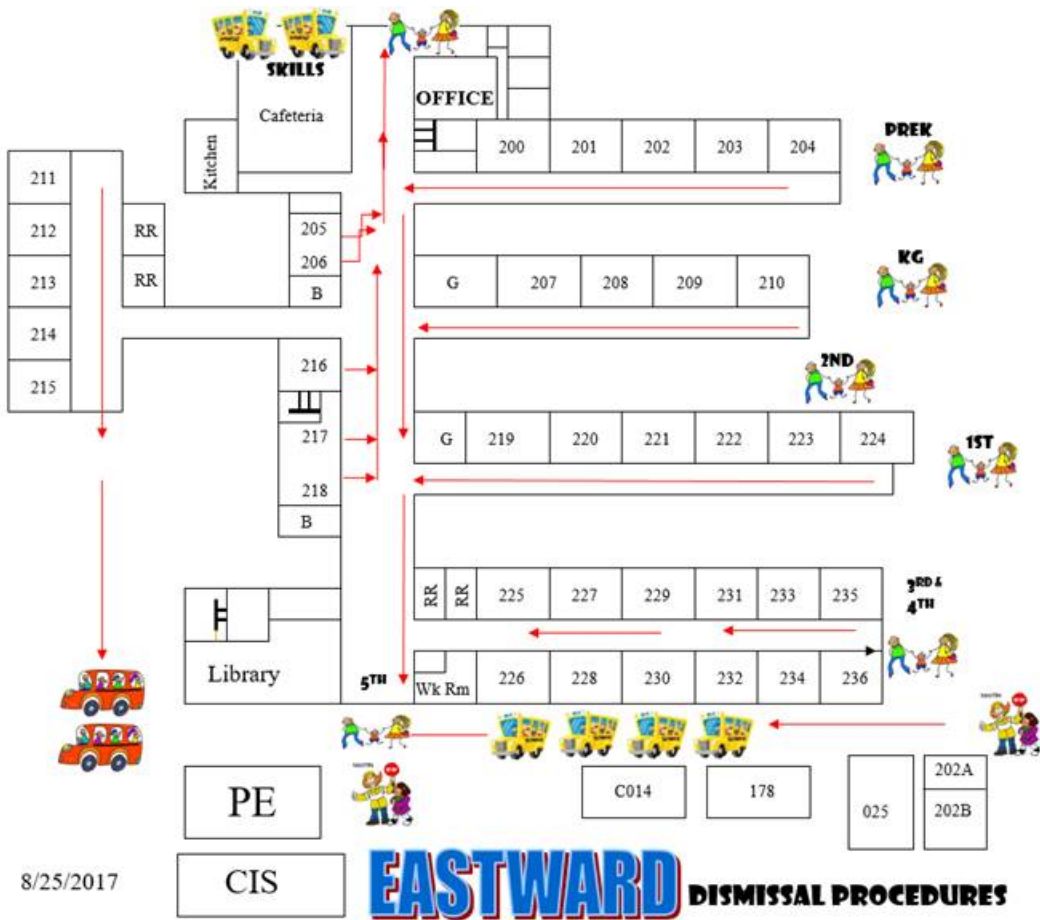 SKILLS
OFFICE
Cafeteria
Kitchen
200 201 202 203 204
PREK
211
212 RR
213 RR
214
215
205
206
B
G 207 208 209 210
KG
216
217
218
B
2ND
G 219 220 221 222 223 224
1ST
RR RR 225 227 229 231 233 235
3RD &
4TH
Library
5TH
Wk Rm 226 228 230 232 234 236
PE
C014 178 025 202A
202B
CIS
8/25/2017
EASTWARD DISMISSAL PROCEDURES